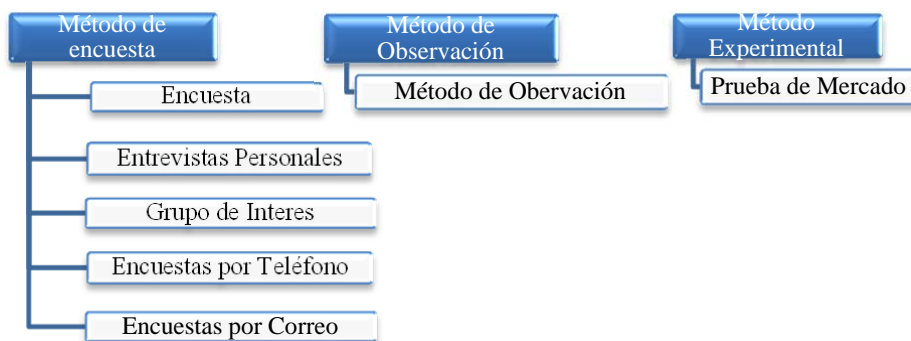 Método de
encuesta
Encuesta
Entrevistas Personales
Grupo de Interes
Encuestas por Teléfono
Encuestas por Correo
Método de
Observación
Método de Obervación
Método
Experimental
Prueba de Mercado